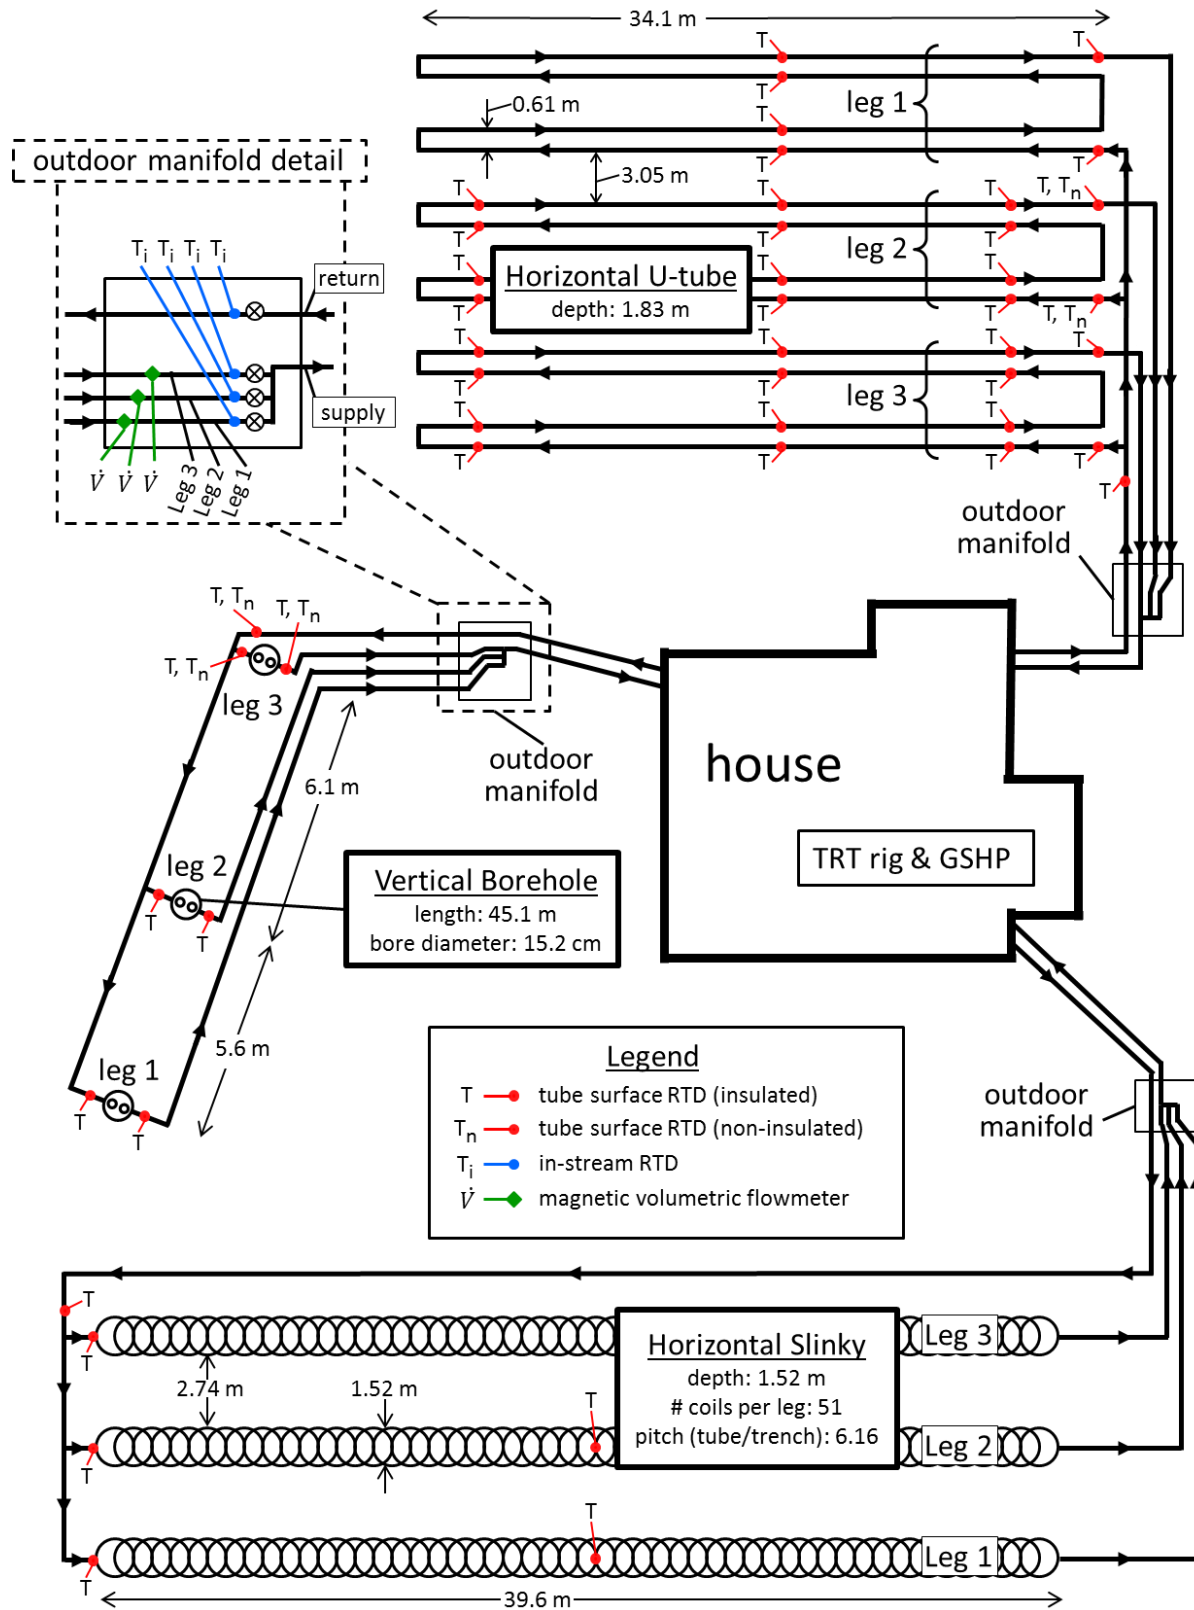 34.1 m
T
T
T
leg 1
0.61 m
T
T
T
3.05 m
outdoor manifold detail
Ti Ti Ti Ti
return
supply
V̇ V̇ V̇
Leg 3
Leg 2
Leg 1
T
T
T
T, Tn
T
T
T
leg 2
T
T
T
Horizontal U-tube
depth: 1.83 m
T
T
T
T, Tn
T
T
T
T
T
T
T
leg 3
T
T
T
T
T
T
T
T
outdoor
manifold
T, Tn
T, Tn
T, Tn
leg 3
outdoor
manifold
6.1 m
house
TRT rig & GSHP
leg 2
T
T
Vertical Borehole
length: 45.1 m
bore diameter: 15.2 cm
5.6 m
leg 1
T
T
Legend
T tube surface RTD (insulated)
Tn tube surface RTD (non-insulated)
Ti in-stream RTD
V̇ magnetic volumetric flowmeter
outdoor
manifold
T
T
Leg 3
Horizontal Slinky
depth: 1.52 m
# coils per leg: 51
pitch (tube/trench): 6.16
2.74 m
1.52 m
T
T
Leg 2
T
T
Leg 1
39.6 m